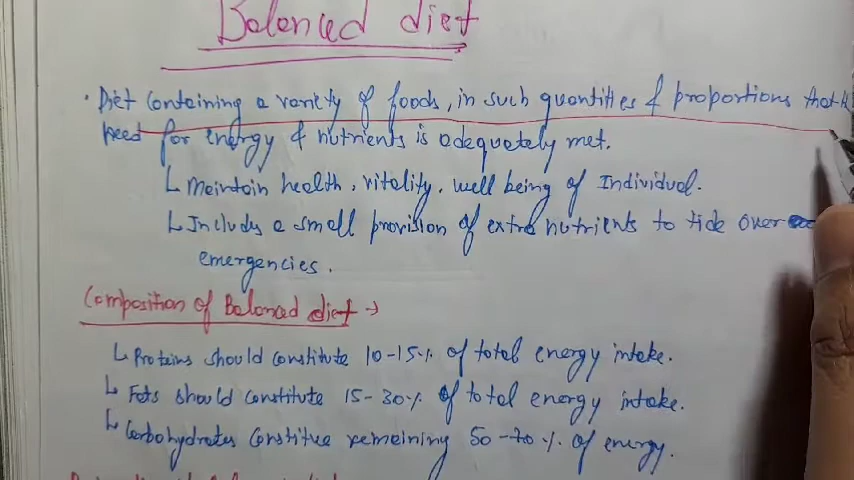 Balanced diet
• Diet containing a variety of foods, in such quantities & proportions that
need for energy & nutrients is adequately met.
Maintain health, vitality, well being of Individual.
Includes a small provision of extra nutrients to tide over
emergencies.
Composition of Balanced diet →
Proteins should constitute 10-15% of total energy intake.
Fats should constitute 15-30% of total energy intake.
Carbohydrates constitue remaining 50-70% of energy.